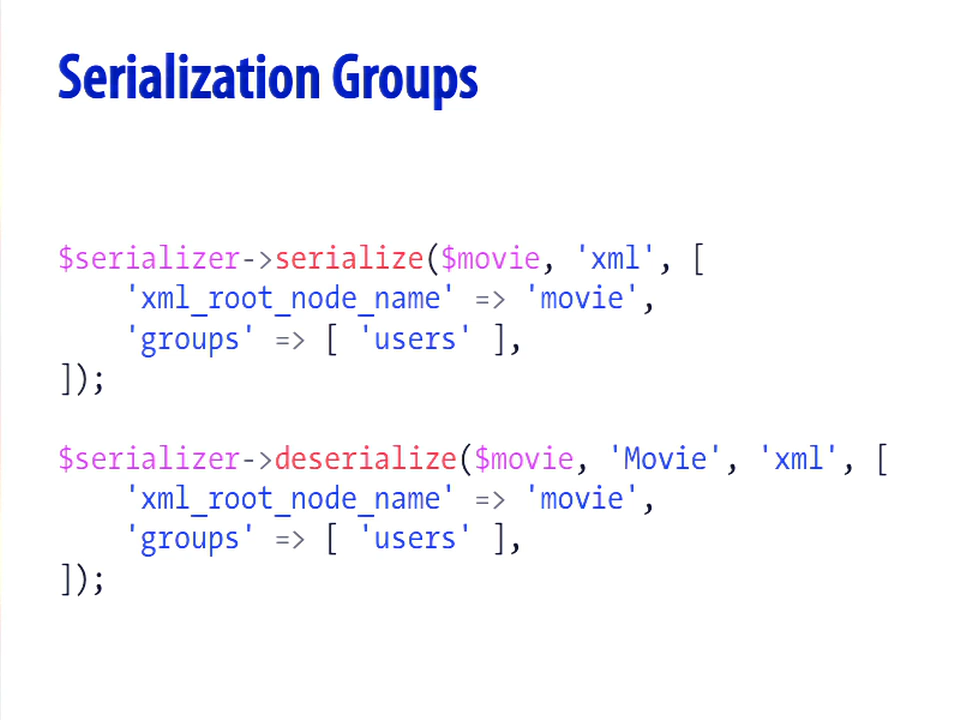 Serialization Groups
$serializer->serialize($movie, 'xml', [
    'xml_root_node_name' => 'movie',
    'groups' => [ 'users' ],
]);
$serializer->deserialize($movie, 'Movie', 'xml', [
    'xml_root_node_name' => 'movie',
    'groups' => [ 'users' ],
]);